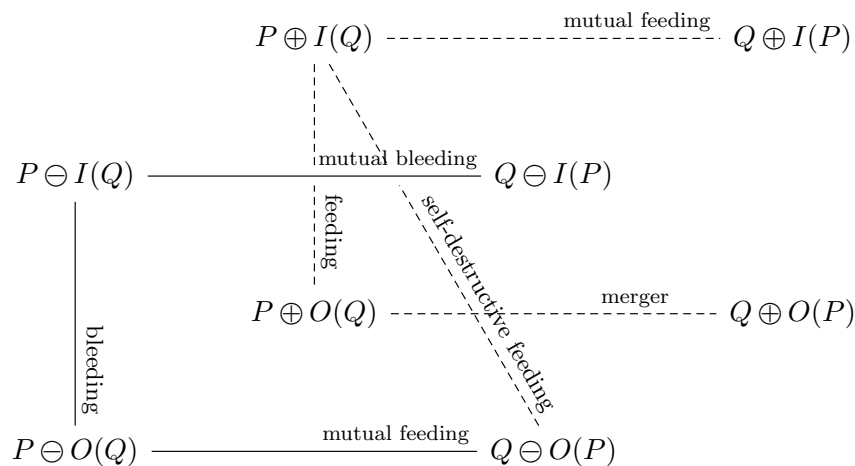 P ⊕ I(Q) mutual feeding Q ⊕ I(P)
P ⊖ I(Q) mutual bleeding Q ⊖ I(P)
feeding
self-destructive feeding
P ⊕ O(Q) merger Q ⊕ O(P)
bleeding
P ⊖ O(Q) mutual feeding Q ⊖ O(P)